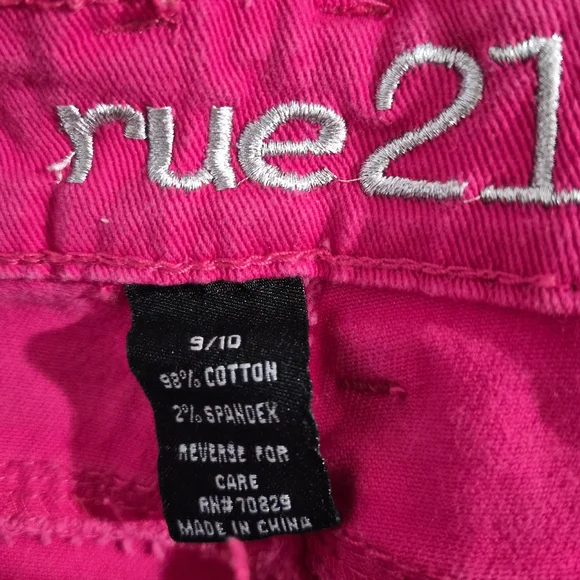 rue21
9/10
98% COTTON
2% SPANDEX
REVERSE FOR
CARE
RN#70829
MADE IN CHINA